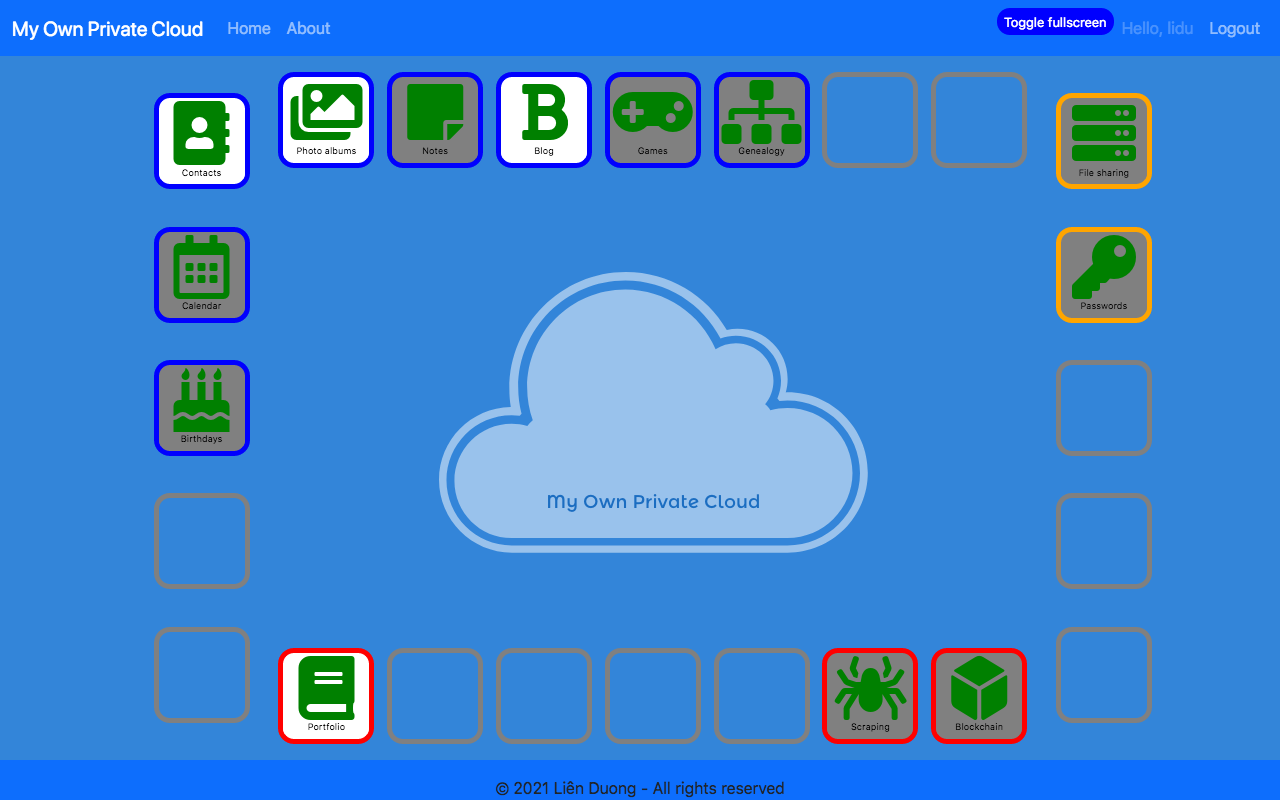 My Own Private Cloud
Home
About
Toggle fullscreen
Hello, lidu
Logout
Contacts
Photo albums
Notes
Blog
Games
Genealogy
File sharing
Calendar
Passwords
Birthdays
My Own Private Cloud
Portfolio
Scraping
Blockchain
© 2021 Liên Duong - All rights reserved